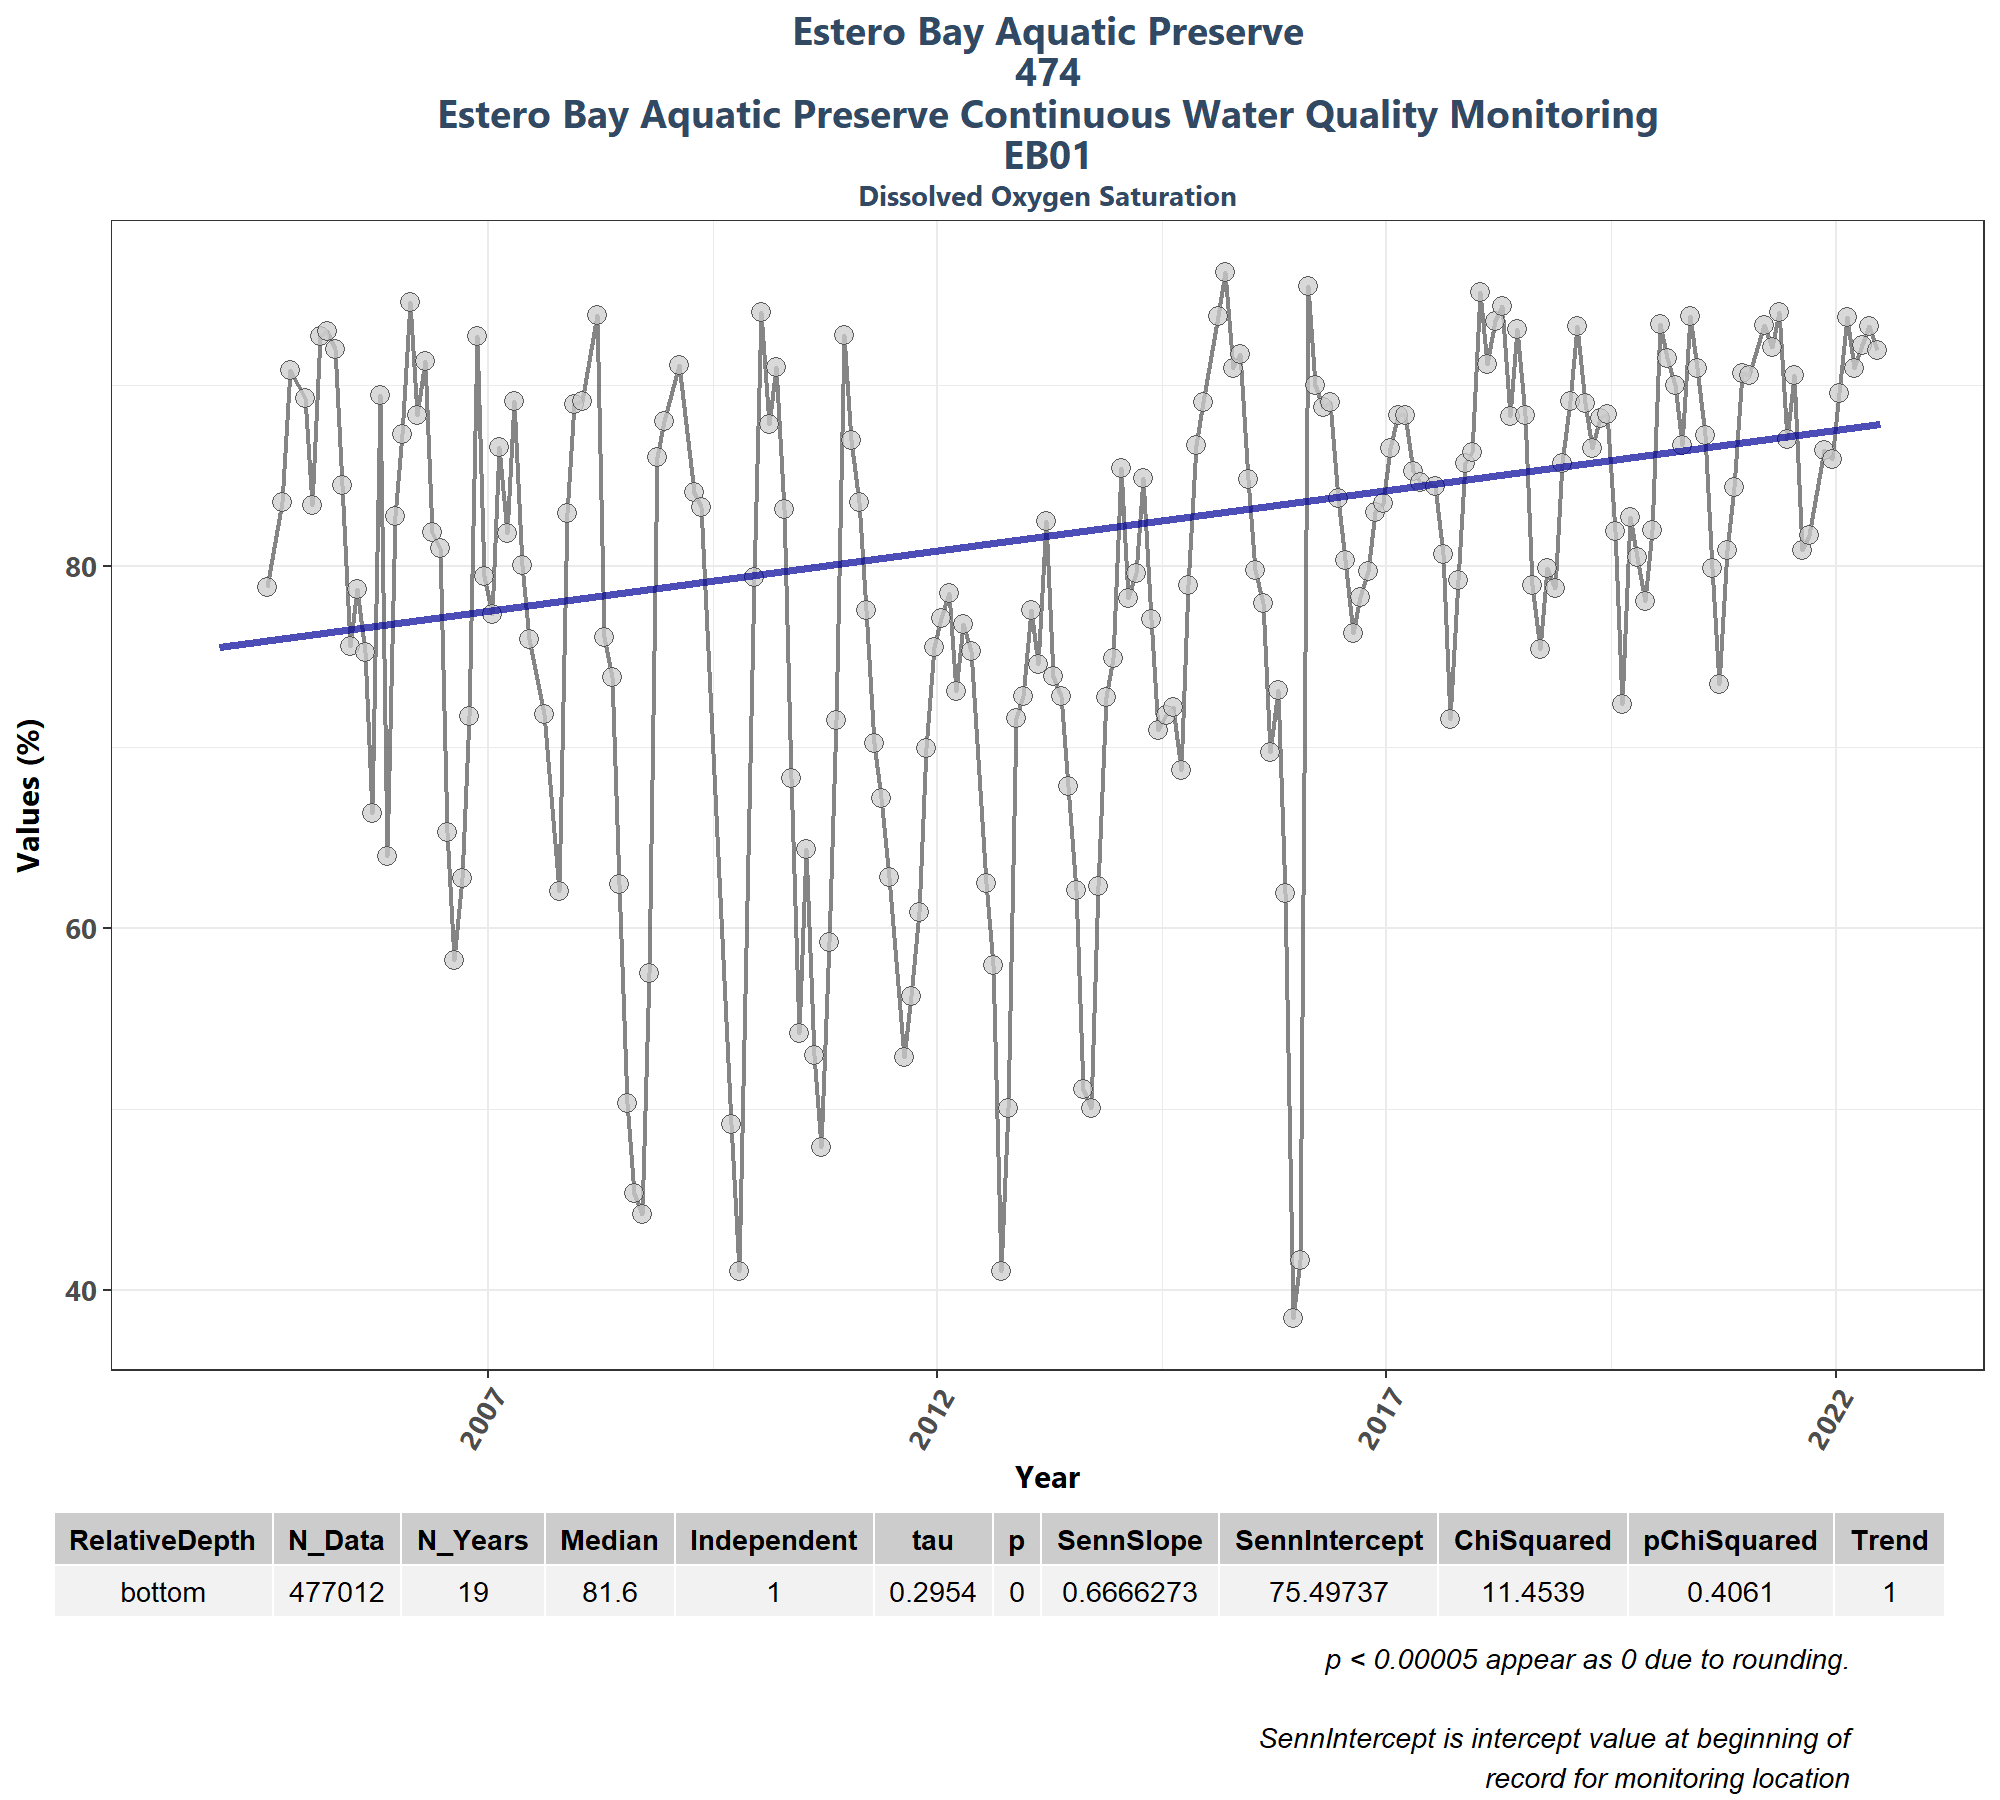 Estero Bay Aquatic Preserve
474
Estero Bay Aquatic Preserve Continuous Water Quality Monitoring
EB01
Dissolved Oxygen Saturation
Values (%)
80
60
40
2007 2012 2017 2022
Year
RelativeDepth N_Data N_Years Median Independent tau p SennSlope SennIntercept ChiSquared pChiSquared Trend
bottom 477012 19 81.6 1 0.2954 0 0.6666273 75.49737 11.4539 0.4061 1
p < 0.00005 appear as 0 due to rounding.
SennIntercept is intercept value at beginning of
record for monitoring location